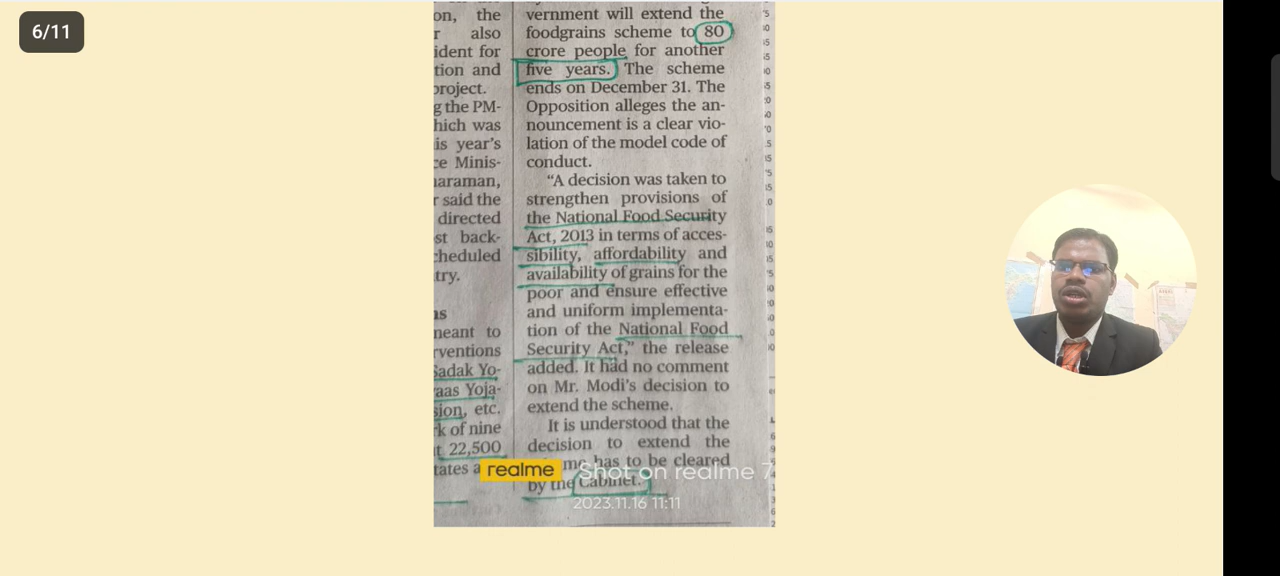 6/11
on, the
r also
ident for
tion and
project.
g the PM-
hich was
is year's
ce Minis-
naraman,
r said the
directed
st back-
cheduled
try.
as
neant to
rventions
Sadak Yo-
aas Yoja-
sion, etc.
rk of nine
t 22,500
tates a
vernment will extend the
foodgrains scheme to 80
crore people for another
five years. The scheme
ends on December 31. The
Opposition alleges the an-
nouncement is a clear vio-
lation of the model code of
conduct.
"A decision was taken to
strengthen provisions of
the National Food Security
Act, 2013 in terms of acces-
sibility, affordability and
availability of grains for the
poor and ensure effective
and uniform implementa-
tion of the National Food
Security Act," the release
added. It had no comment
on Mr. Modi's decision to
extend the scheme.
It is understood that the
decision to extend the
me has to be cleared
by the Cabinet.
realme Shot on realme 7
2023.11.16 11:11